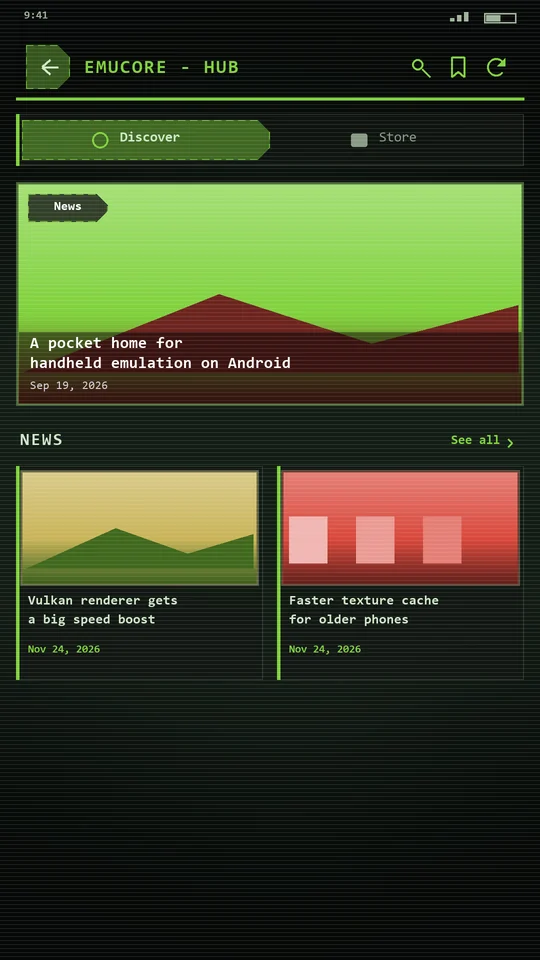 9:41
EMUCORE - HUB
Discover
Store
News
A pocket home for
handheld emulation on Android
Sep 19, 2026
NEWS
See all
Vulkan renderer gets
a big speed boost
Nov 24, 2026
Faster texture cache
for older phones
Nov 24, 2026